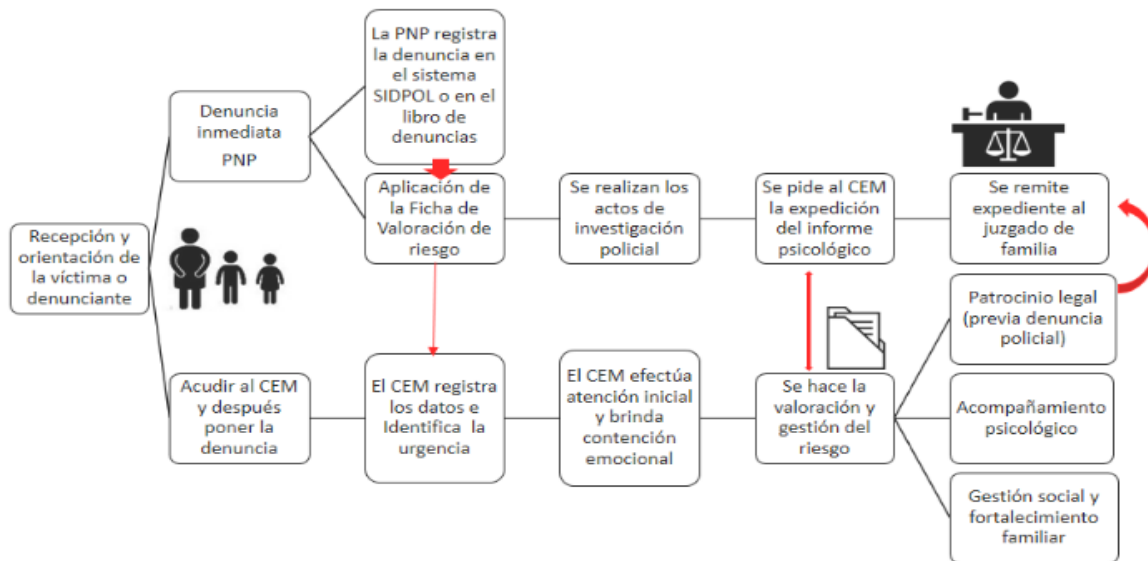 La PNP registra
la denuncia en
el sistema
SIDPOL o en el
libro de
denuncias
Denuncia
inmediata
PNP
Aplicación de
la Ficha de
Valoración de
riesgo
Se realizan los
actos de
investigación
policial
Se pide al CEM
la expedición
del informe
psicológico
Se remite
expediente al
juzgado de
familia
Recepción y
orientación de
la víctima o
denunciante
Patrocinio legal
(previa denuncia
policial)
Acudir al CEM
y después
poner la
denuncia
El CEM registra
los datos e
Identifica la
urgencia
El CEM efectúa
atención inicial
y brinda
contención
emocional
Se hace la
valoración y
gestión del
riesgo
Acompañamiento
psicológico
Gestión social y
fortalecimiento
familiar